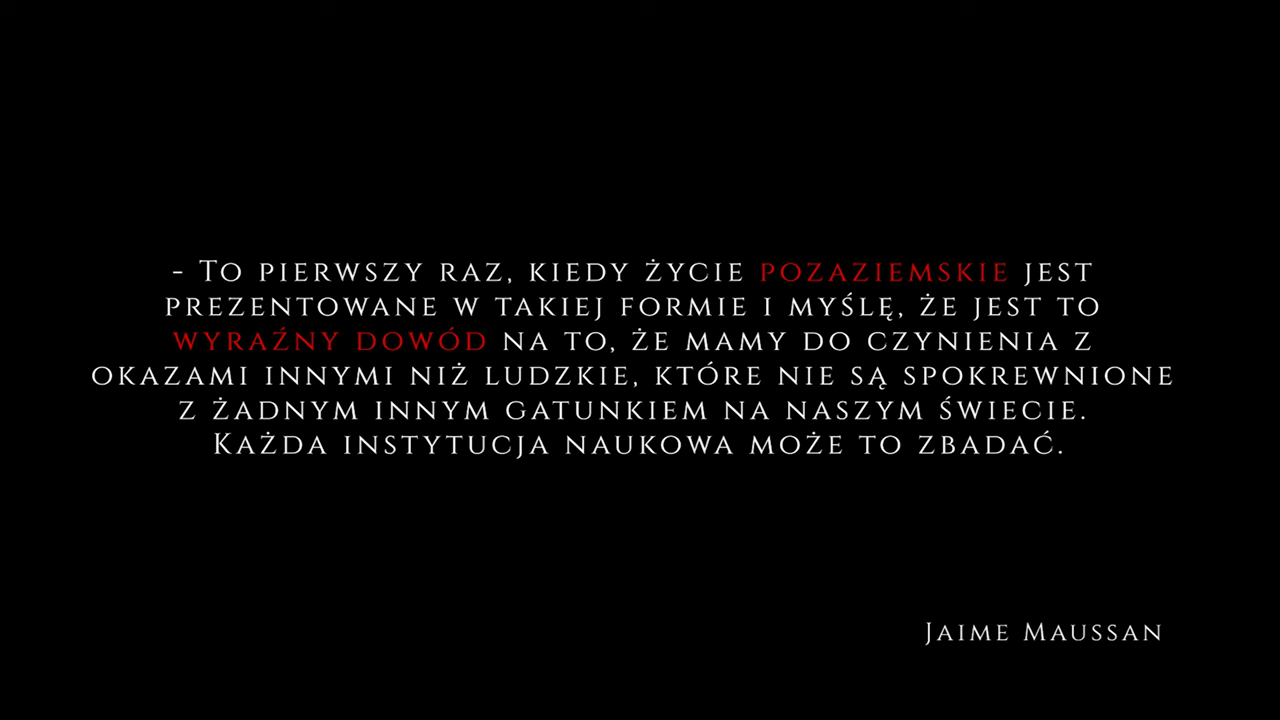 - To pierwszy raz, kiedy życie pozaziemskie jest
prezentowane w takiej formie i myślę, że jest to
wyraźny dowód na to, że mamy do czynienia z
okazami innymi niż ludzkie, które nie są spokrewnione
z żadnym innym gatunkiem na naszym świecie.
Każda instytucja naukowa może to zbadać.
Jaime Maussan